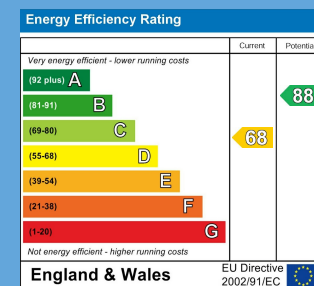 Energy Efficiency Rating
Current Potentia
Very energy efficient - lower running costs
(92 plus) A
(81-91) B
88
(69-80) C
68
(55-68) D
(39-54) E
(21-38) F
(1-20) G
Not energy efficient - higher running costs
England & Wales
EU Directive
2002/91/EC